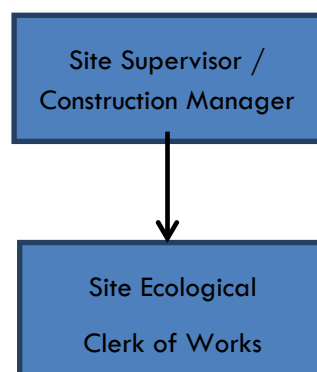 Site Supervisor /
Construction Manager
Site Ecological
Clerk of Works